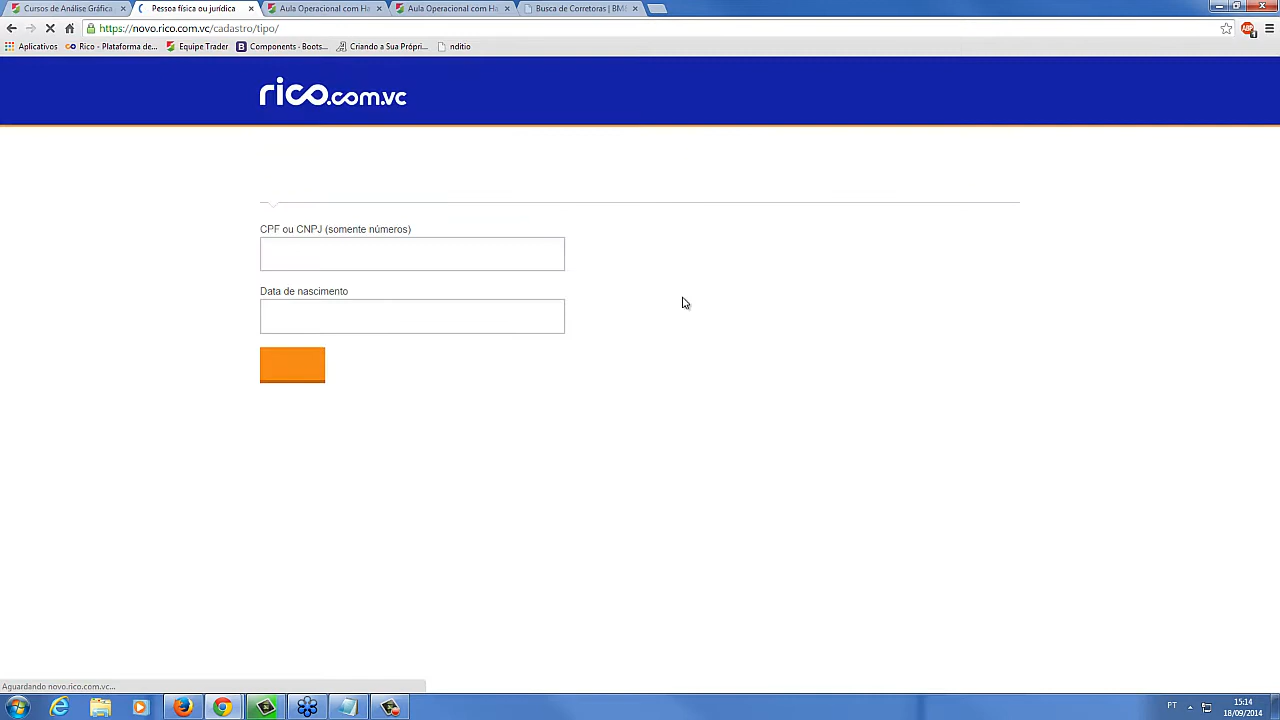 Cursos de Análise Gráfica
Pessoa física ou jurídica
Aula Operacional com Ha
Aula Operacional com Ha
Busca de Corretoras | BM
https://novo.rico.com.vc/cadastro/tipo/
ABP
Aplicativos
Rico - Plataforma de...
Equipe Trader
B
Components · Boots...
Criando a Sua Própri...
nditio
rico.com.vc
CPF ou CNPJ (somente números)
Data de nascimento
Aguardando novo.rico.com.vc...
PT
15:14
18/09/2014